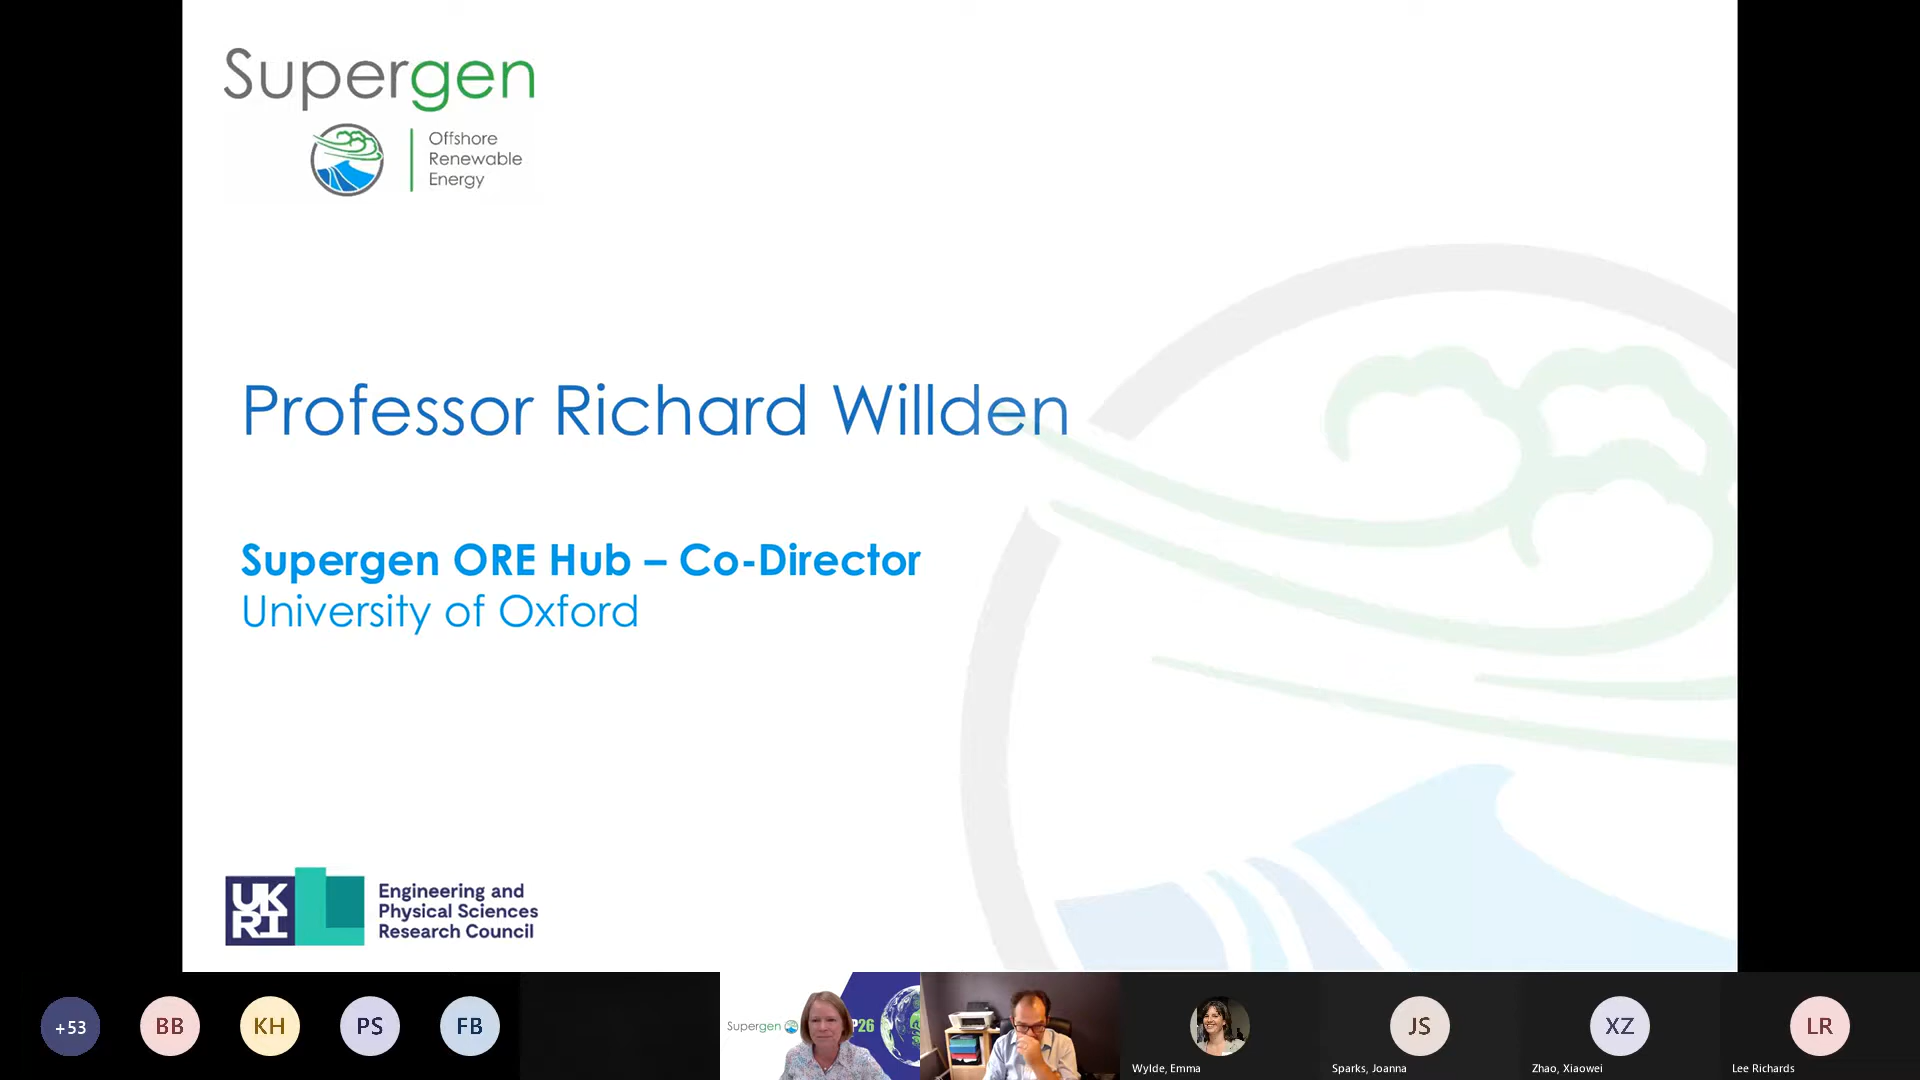 Supergen
Offshore
Renewable
Energy
Professor Richard Willden
Supergen ORE Hub – Co-Director
University of Oxford
UK
RI
Engineering and
Physical Sciences
Research Council
+53
BB
KH
PS
FB
Supergen
P26
Wylde, Emma
JS
Sparks, Joanna
XZ
Zhao, Xiaowei
LR
Lee Richards